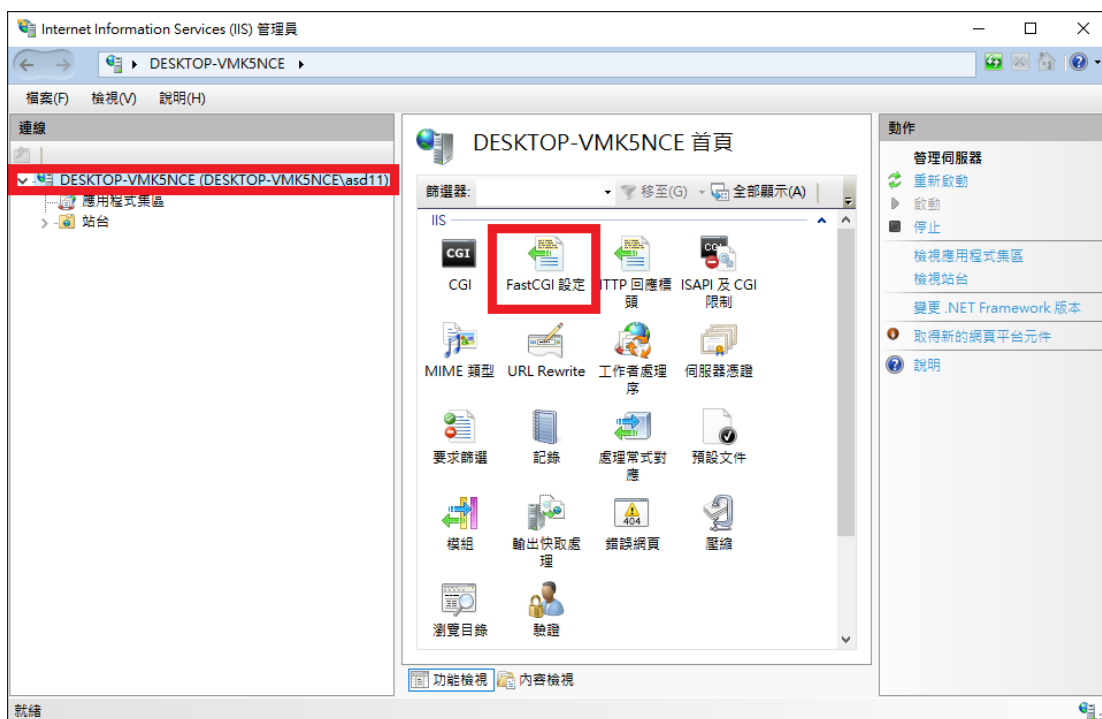 Internet Information Services (IIS) 管理員
DESKTOP-VMK5NCE
檔案(F) 檢視(V) 說明(H)
連線
DESKTOP-VMK5NCE (DESKTOP-VMK5NCE\asd11)
應用程式集區
站台
DESKTOP-VMK5NCE 首頁
篩選器: 移至(G) 全部顯示(A)
IIS
CGI
CGI
FastCGI 設定
TTP 回應標
頭
CGI
ISAPI 及 CGI
限制
MIME 類型
URL Rewrite
工作者處理
序
伺服器憑證
要求篩選
記錄
處理常式對
應
預設文件
模組
輸出快取處
理
404
錯誤網頁
壓縮
瀏覽目錄
驗證
功能檢視 內容檢視
動作
管理伺服器
重新啟動
啟動
停止
檢視應用程式集區
檢視站台
變更 .NET Framework 版本
取得新的網頁平台元件
說明
就緒